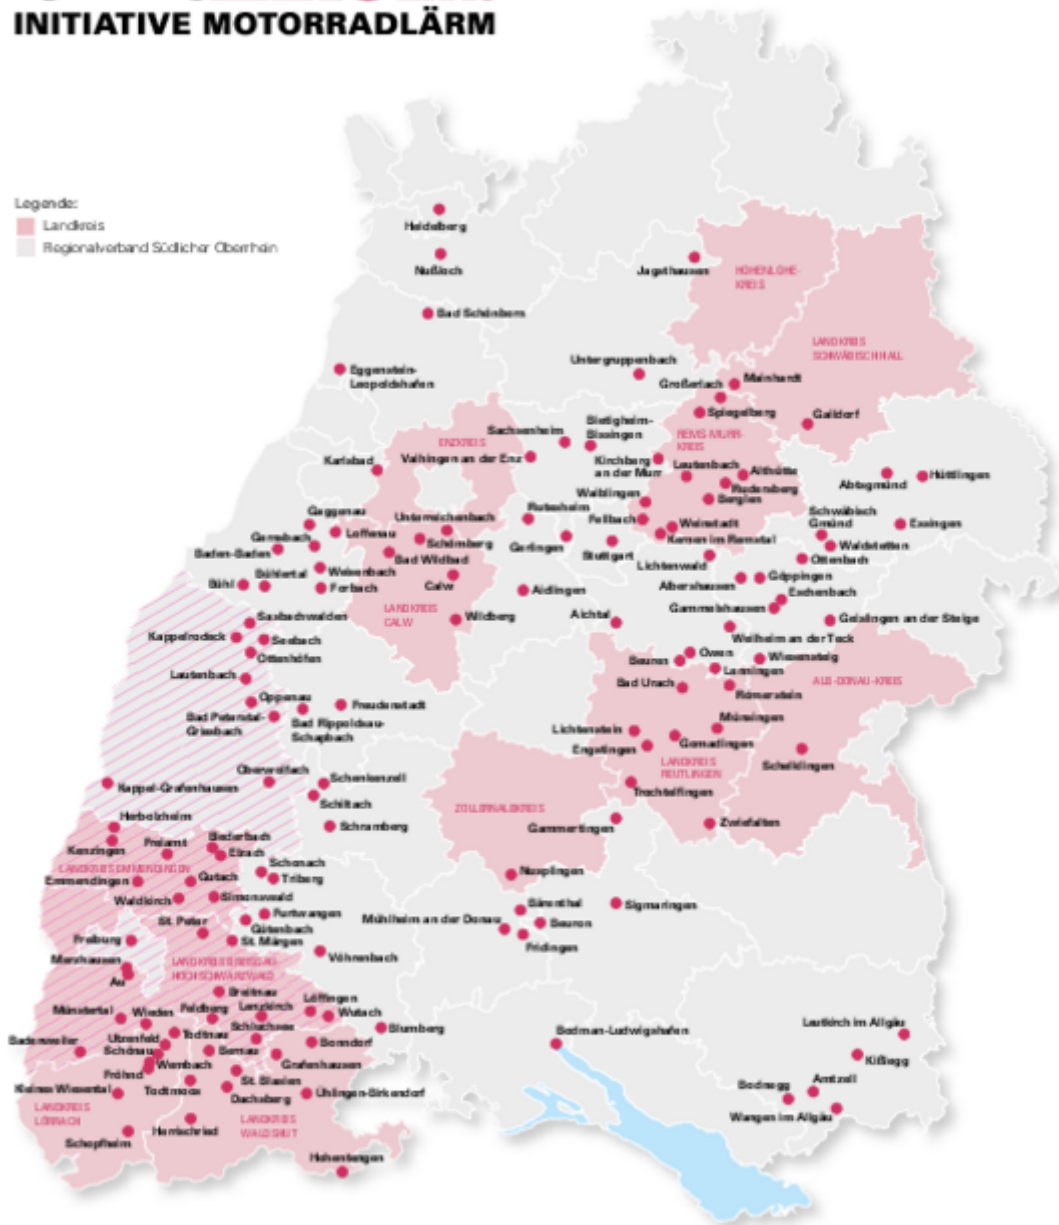 INITIATIVE MOTORRADLÄRM
Legende:
Landkreis
Regionalverband Südlicher Oberrhein
Heidelberg
Nußloch
Jagsthausen
HOHENLOHE-
KREIS
Bad Schönborn
LANDKREIS
SCHWÄBISCH HALL
Untergruppenbach
Eggenstein-
Leopoldshafen
Mainhardt
Großerlach
Spiegelberg
Gaildorf
Bietigheim-
Bissingen
Sachsenheim
ENZKREIS
REMS-MURR-
KREIS
Vaihingen an der Enz
Karlsbad
Kirchberg
an der Murr
Lautenbach
Althütte
Rudersberg
Berglen
Abtsgmünd
Hüttlingen
Waiblingen
Rutesheim
Fellbach
Weinstadt
Kernen im Remstal
Schwäbisch
Gmünd
Essingen
Waldstetten
Gaggenau
Unterreichenbach
Loffenau
Gernsbach
Schömberg
Gerlingen
Stuttgart
Baden-Baden
Bad Wildbad
Lichtenwald
Ottenbach
Weisenbach
Bühlertal
Bühl
Forbach
Calw
Aidlingen
Albershausen
Göppingen
Eschenbach
Gammelshausen
LANDKREIS
CALW
Wildberg
Aichtal
Geislingen an der Steige
Sasbachwalden
Kappelrodeck
Seebach
Ottenhöfen
Weilheim an der Teck
Owen
Beuren
Wiesensteig
Lenningen
Lautenbach
Bad Urach
Römerstein
ALB-DONAU-KREIS
Oppenau
Freudenstadt
Bad Peterstal-
Griesbach
Bad Rippoldsau-
Schapbach
Münsingen
Lichtenstein
Gomadingen
Engstingen
LANDKREIS
REUTLINGEN
Schelklingen
Oberwolfach
Schenkenzell
Kappel-Grafenhausen
Schiltach
Trochtelfingen
ZOLLERNALBKREIS
Herbolzheim
Schramberg
Gammertingen
Zwiefalten
Kenzingen
Freiamt
Biederbach
Elzach
Schonach
LANDKREIS EMMENDINGEN
Triberg
Nusplingen
Emmendingen
Gutach
Waldkirch
Simonswald
Bärenthal
Sigmaringen
Furtwangen
St. Peter
Gütenbach
Mühlheim an der Donau
Beuron
Freiburg
St. Märgen
Fridingen
Merzhausen
Vöhrenbach
LANDKREIS BREISGAU-
HOCHSCHWARZWALD
Au
Breitnau
Münstertal
Wieden
Feldberg
Lenzkirch
Löffingen
Wutach
Schluchsee
Blumberg
Badenweiler
Utzenfeld
Todtnau
Bonndorf
Bodman-Ludwigshafen
Leutkirch im Allgäu
Schönau
Bernau
Kißlegg
Fröhnd
Wembach
Grafenhausen
St. Blasien
Kleines Wiesental
Todtmoos
Dachsberg
Ühlingen-Birkendorf
Bodnegg
Amtzell
LANDKREIS
LÖRRACH
LANDKREIS
WALDSHUT
Wangen im Allgäu
Herrischried
Schopfheim
Hohentengen